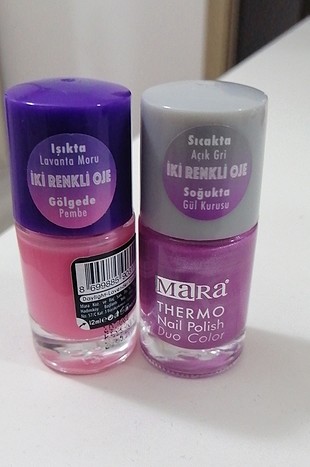 Işıkta
Lavanta Moru
İKİ RENKLİ OJE
Gölgede
Pembe
Sıcakta
Açık Gri
İKİ RENKLİ OJE
Soğukta
Gül Kurusu
MARA
THERMO
Nail Polish
Duo Color
12ml